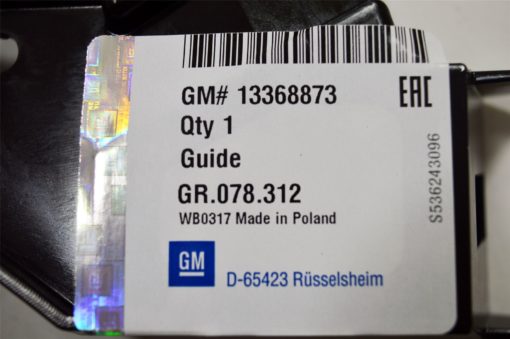 GM# 13368873
EAC
Qty 1
Guide
GR.078.312
WB0317 Made in Poland
GM
D-65423 Rüsselsheim
S536243096